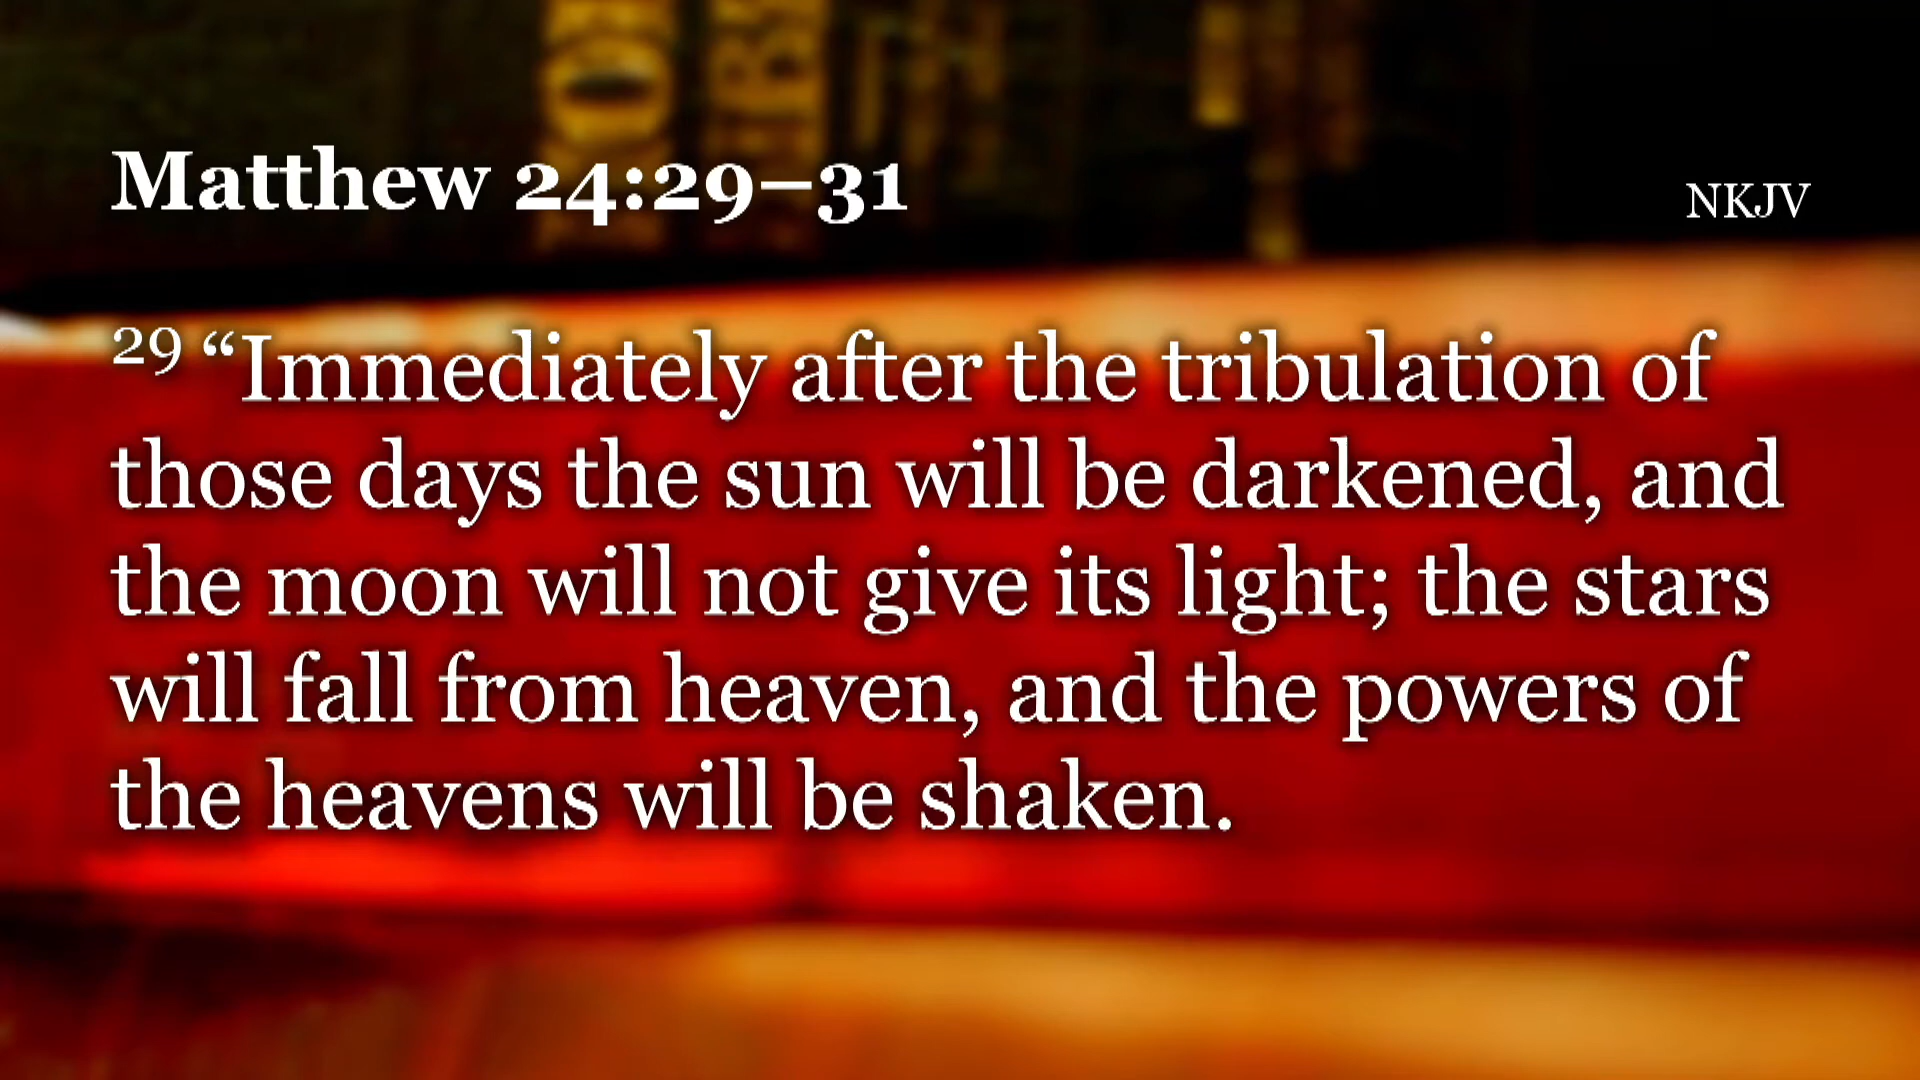 Matthew 24:29–31
NKJV
29 “Immediately after the tribulation of
those days the sun will be darkened, and
the moon will not give its light; the stars
will fall from heaven, and the powers of
the heavens will be shaken.